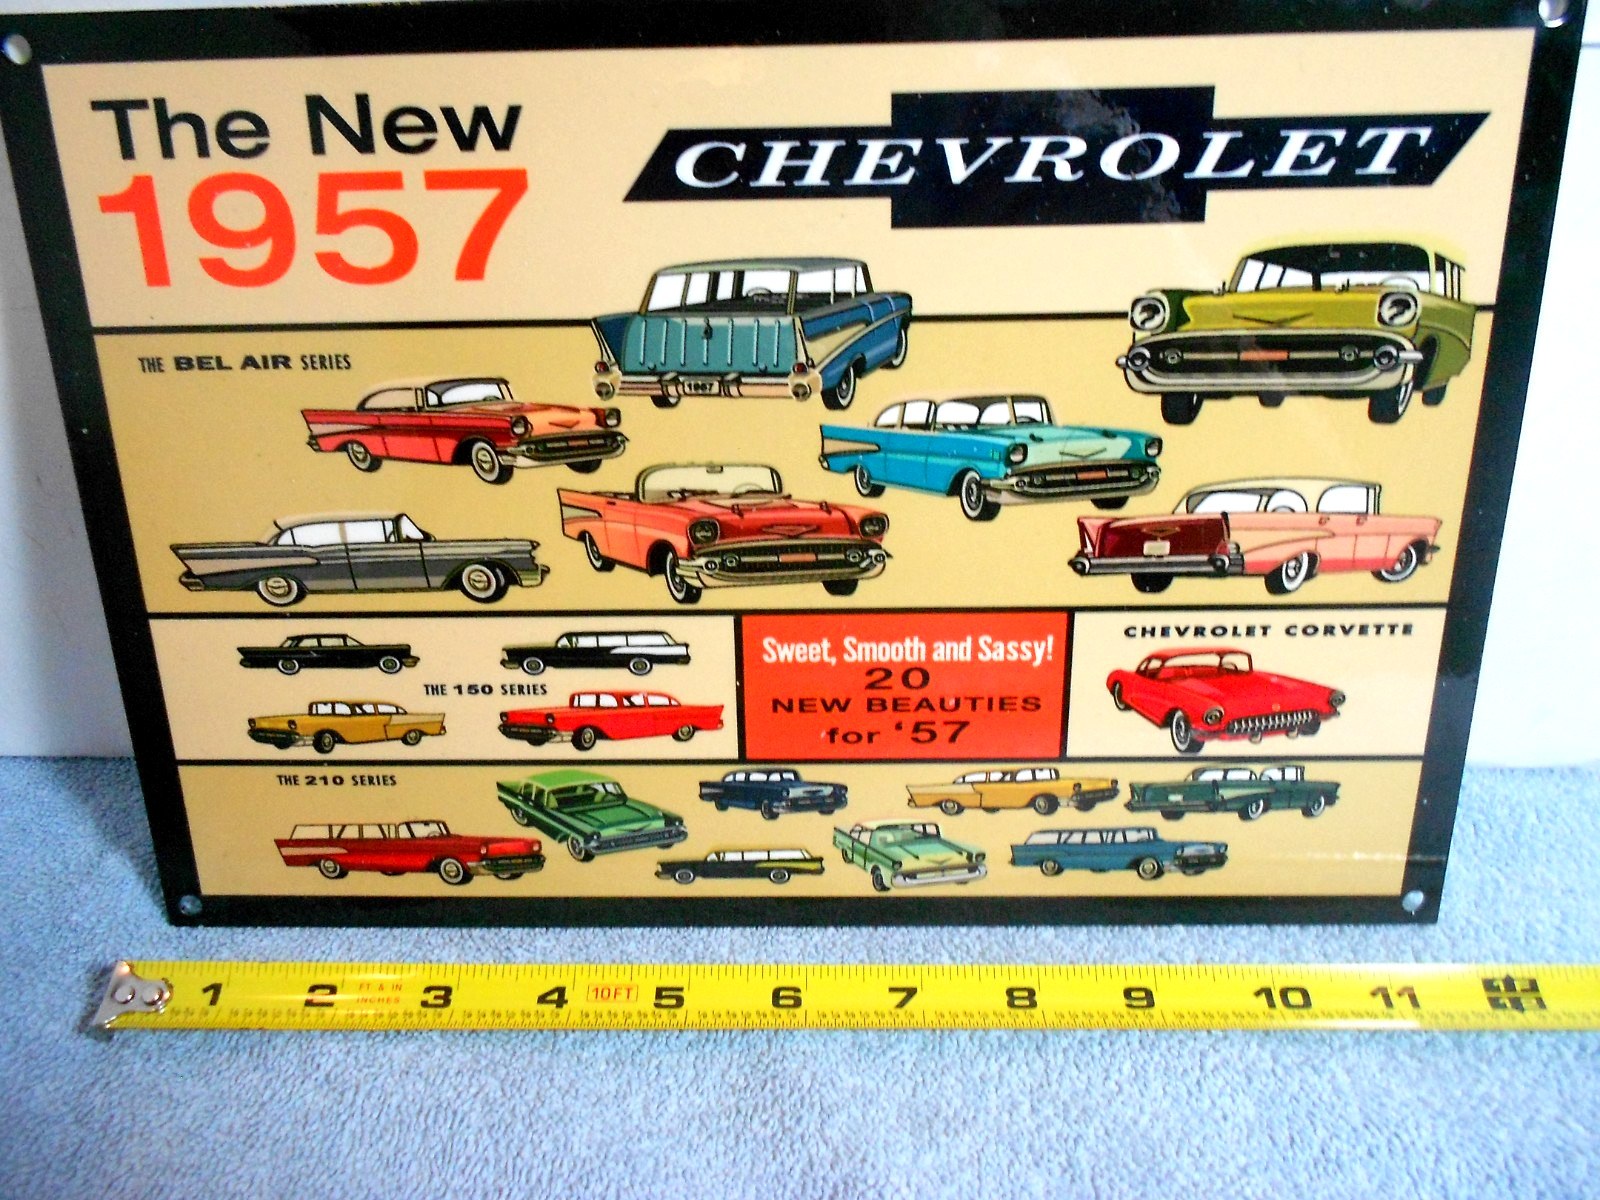 The New
1957
CHEVROLET
THE BEL AIR SERIES
1957
Sweet, Smooth and Sassy!
20
NEW BEAUTIES
for '57
CHEVROLET CORVETTE
THE 150 SERIES
THE 210 SERIES
1 2 FT. & IN INCHES 3 4 10FT 5 6 7 8 9 10 11